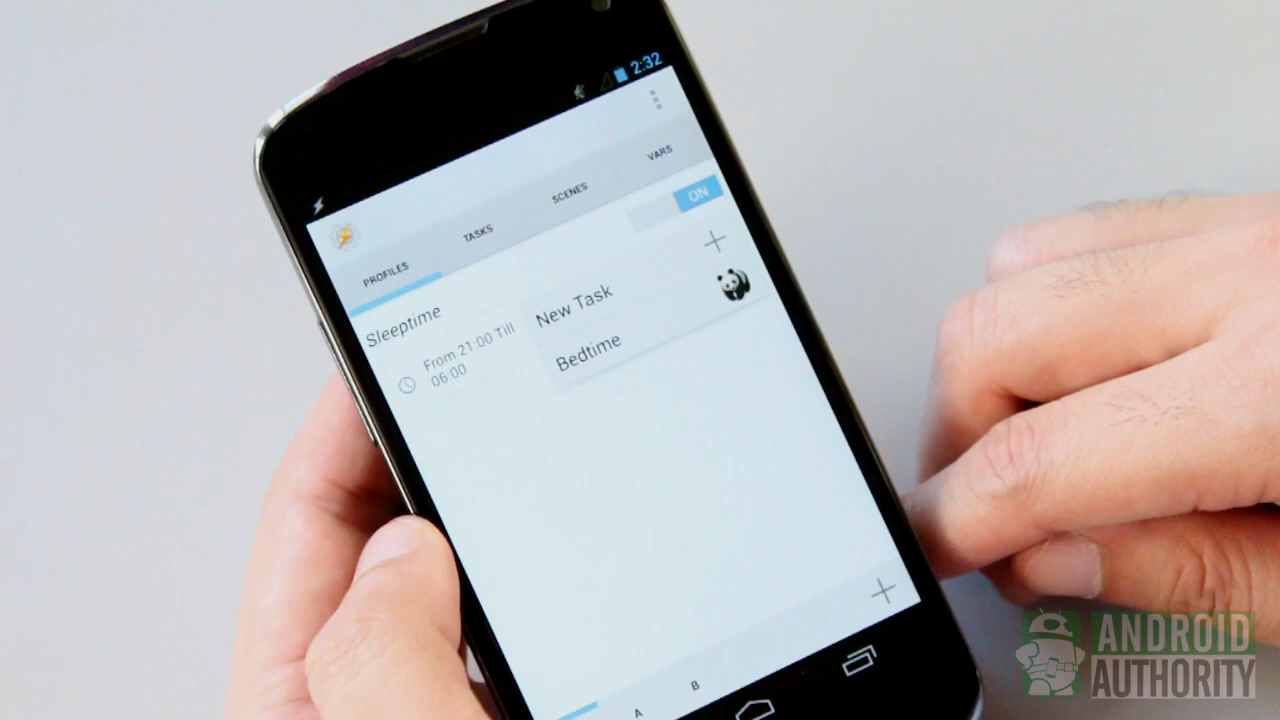 2:32
VARS
SCENES
TASKS
PROFILES
ON
Sleeptime
From 21:00 Till
06:00
New Task
Bedtime
A
B
ANDROID
AUTHORITY